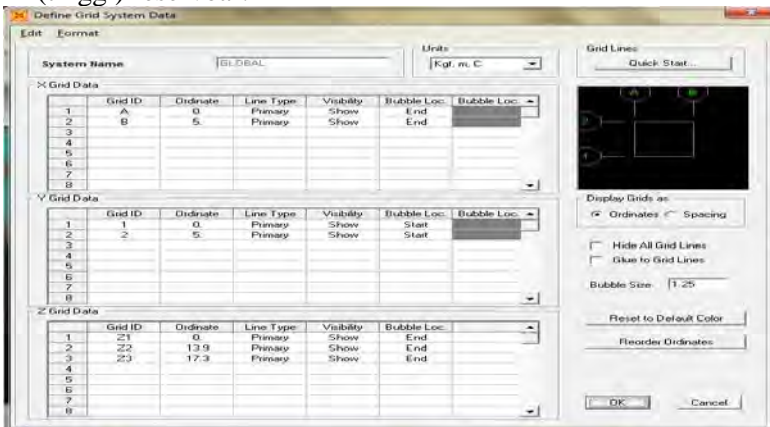 Define Grid System Data
Edit Format
System Name GLOBAL
Units
Kgf, m, C
Grid Lines
Quick Start...
X Grid Data
Grid ID Ordinate Line Type Visibility Bubble Loc. Bubble Loc.
1 A 0. Primary Show End
2 B 5. Primary Show End
3
4
5
6
7
8
Y Grid Data
Grid ID Ordinate Line Type Visibility Bubble Loc. Bubble Loc.
1 1 0. Primary Show Start
2 2 5. Primary Show Start
3
4
5
6
7
8
Z Grid Data
Grid ID Ordinate Line Type Visibility Bubble Loc.
1 Z1 0. Primary Show End
2 Z2 13.9 Primary Show End
3 Z3 17.3 Primary Show End
4
5
6
7
8
A B
2
1
Display Grids as
Ordinates Spacing
Hide All Grid Lines
Glue to Grid Lines
Bubble Size 1.25
Reset to Default Color
Reorder Ordinates
OK Cancel